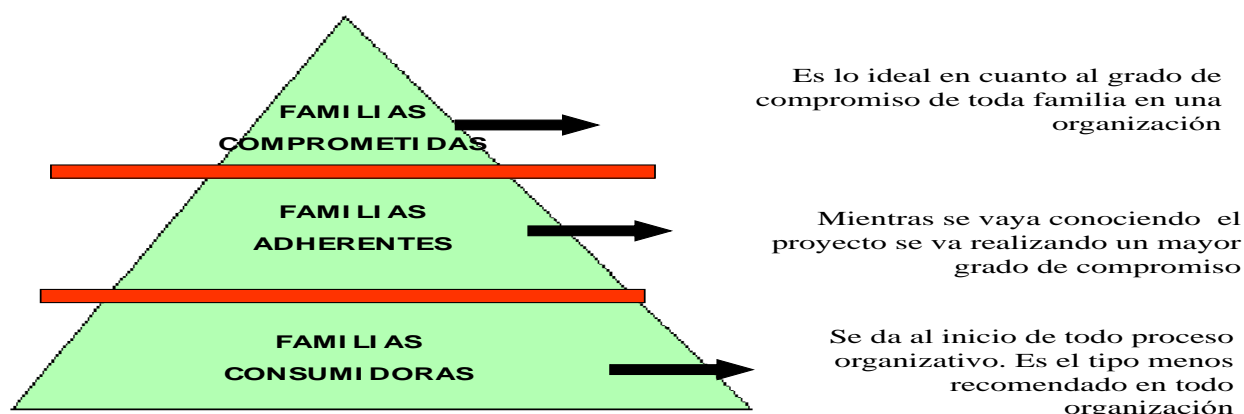 FAMILIAS
COMPROMETIDAS
Es lo ideal en cuanto al grado de
compromiso de toda familia en una
organización
FAMILIAS
ADHERENTES
Mientras se vaya conociendo el
proyecto se va realizando un mayor
grado de compromiso
FAMILIAS
CONSUMIDORAS
Se da al inicio de todo proceso
organizativo. Es el tipo menos
recomendado en todo
organización